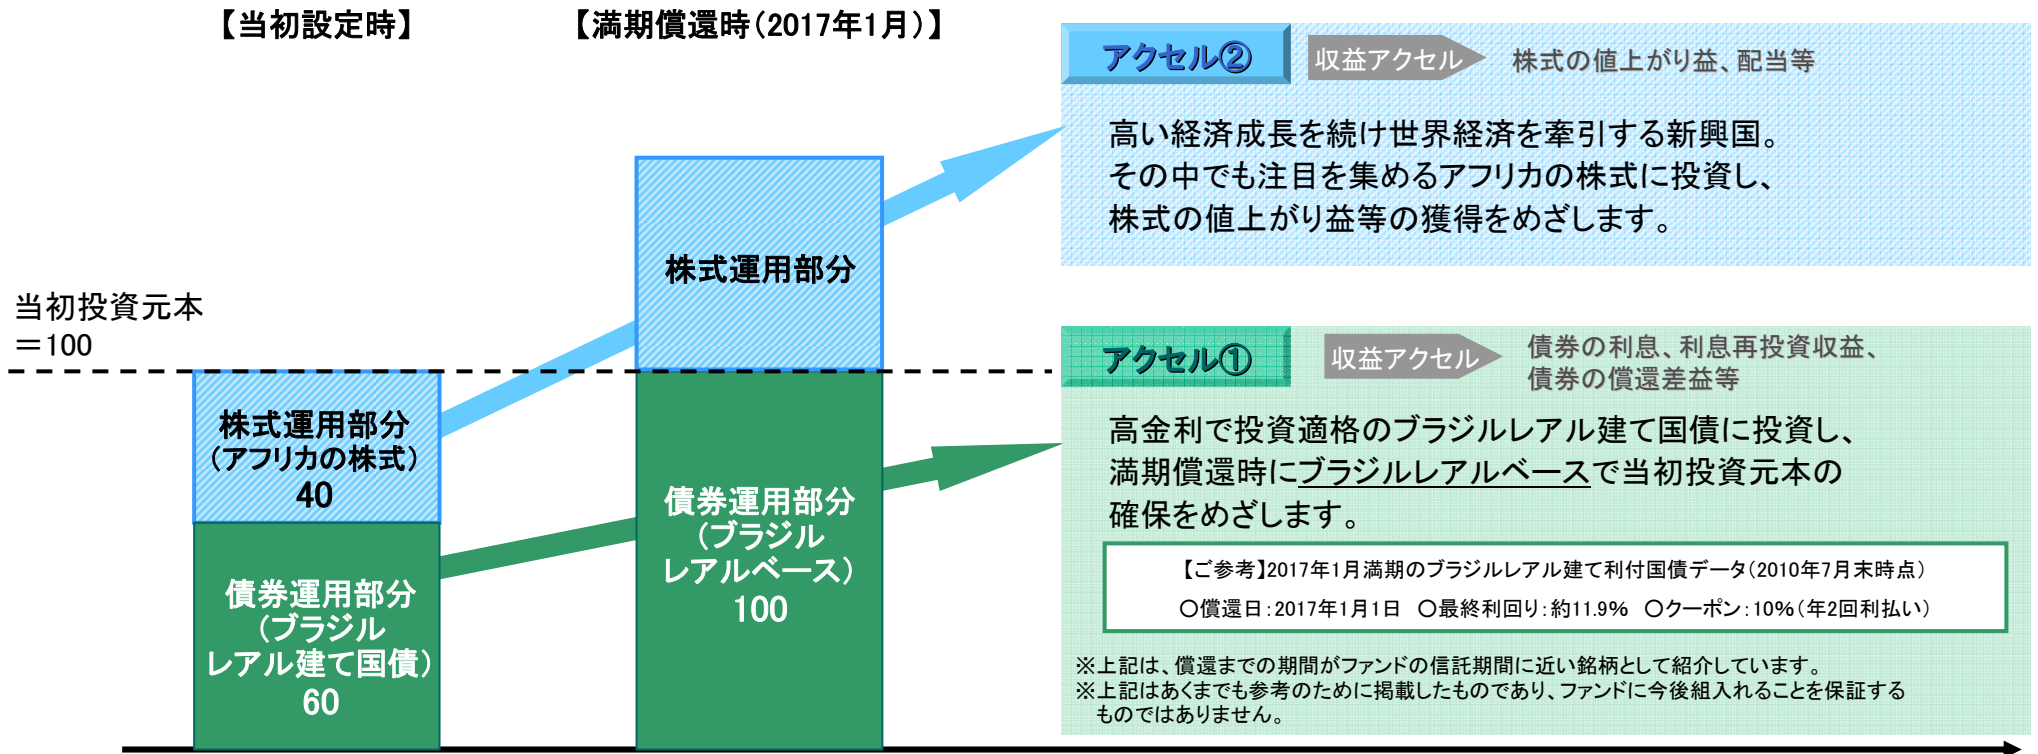 【当初設定時】
【満期償還時(2017年1月)】
当初投資元本
＝100
株式運用部分
(アフリカの株式)
40
債券運用部分
(ブラジル
レアル建て国債)
60
株式運用部分
債券運用部分
(ブラジル
レアルベース)
100
アクセル②
収益アクセル
株式の値上がり益、配当等
高い経済成長を続け世界経済を牽引する新興国。
その中でも注目を集めるアフリカの株式に投資し、
株式の値上がり益等の獲得をめざします。
アクセル①
収益アクセル
債券の利息、利息再投資収益、
債券の償還差益等
高金利で投資適格のブラジルレアル建て国債に投資し、
満期償還時にブラジルレアルベースで当初投資元本の
確保をめざします。
【ご参考】2017年1月満期のブラジルレアル建て利付国債データ(2010年7月末時点)
○償還日:2017年1月1日 ○最終利回り:約11.9% ○クーポン:10%(年2回利払い)
※上記は、償還までの期間がファンドの信託期間に近い銘柄として紹介しています。
※上記はあくまでも参考のために掲載したものであり、ファンドに今後組入れることを保証する
ものではありません。